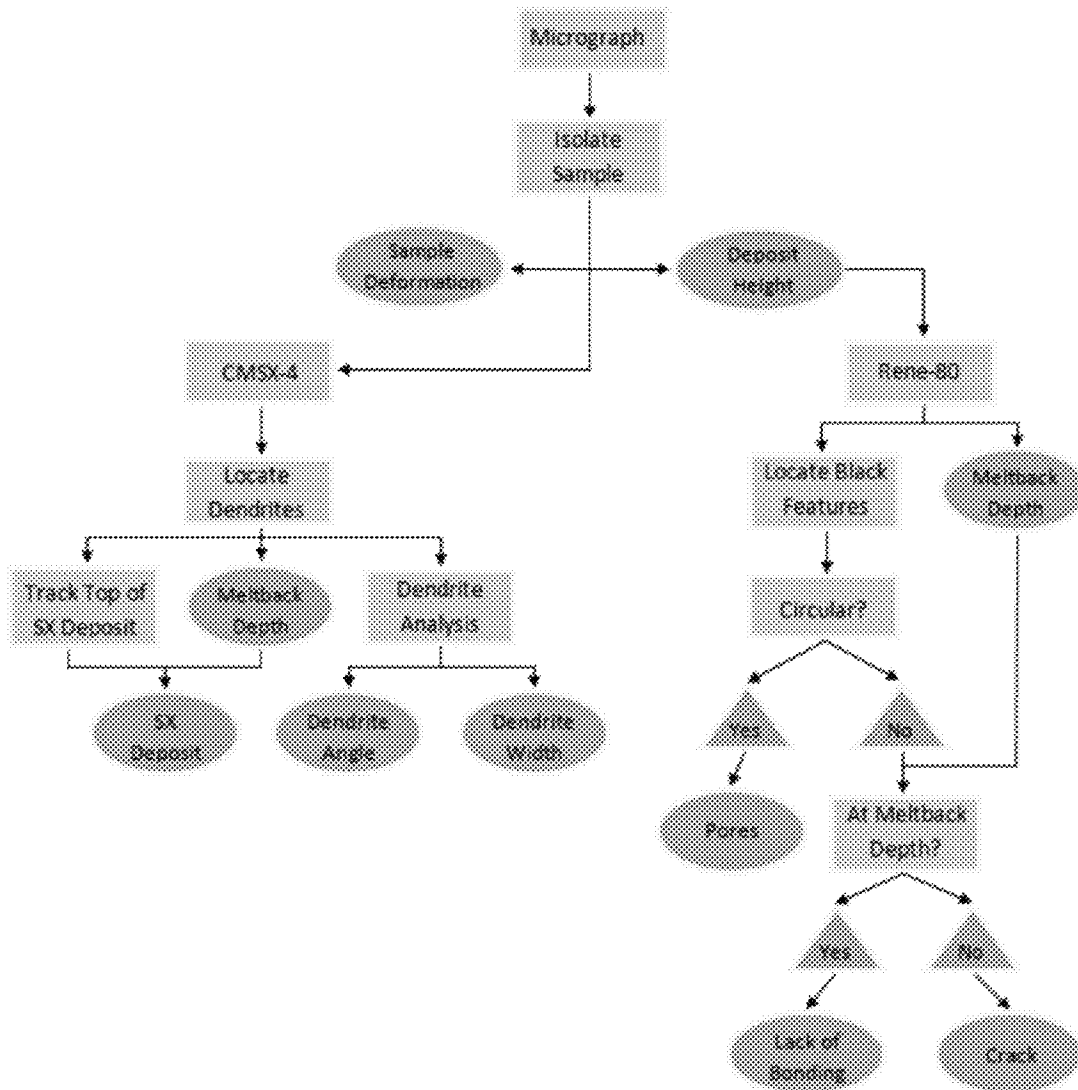 Micrograph
Isolate
Sample
Sample
Deformation
Deposit
Height
CMSX-4
Rene-80
Locate
Dendrites
Locate Black
Features
Meltback
Depth
Track Top of
SX Deposit
Meltback
Depth
Dendrite
Analysis
Circular?
SX
Deposit
Dendrite
Angle
Dendrite
Width
Yes
No
Pores
At Meltback
Depth?
Yes
No
Lack of
Bonding
Crack